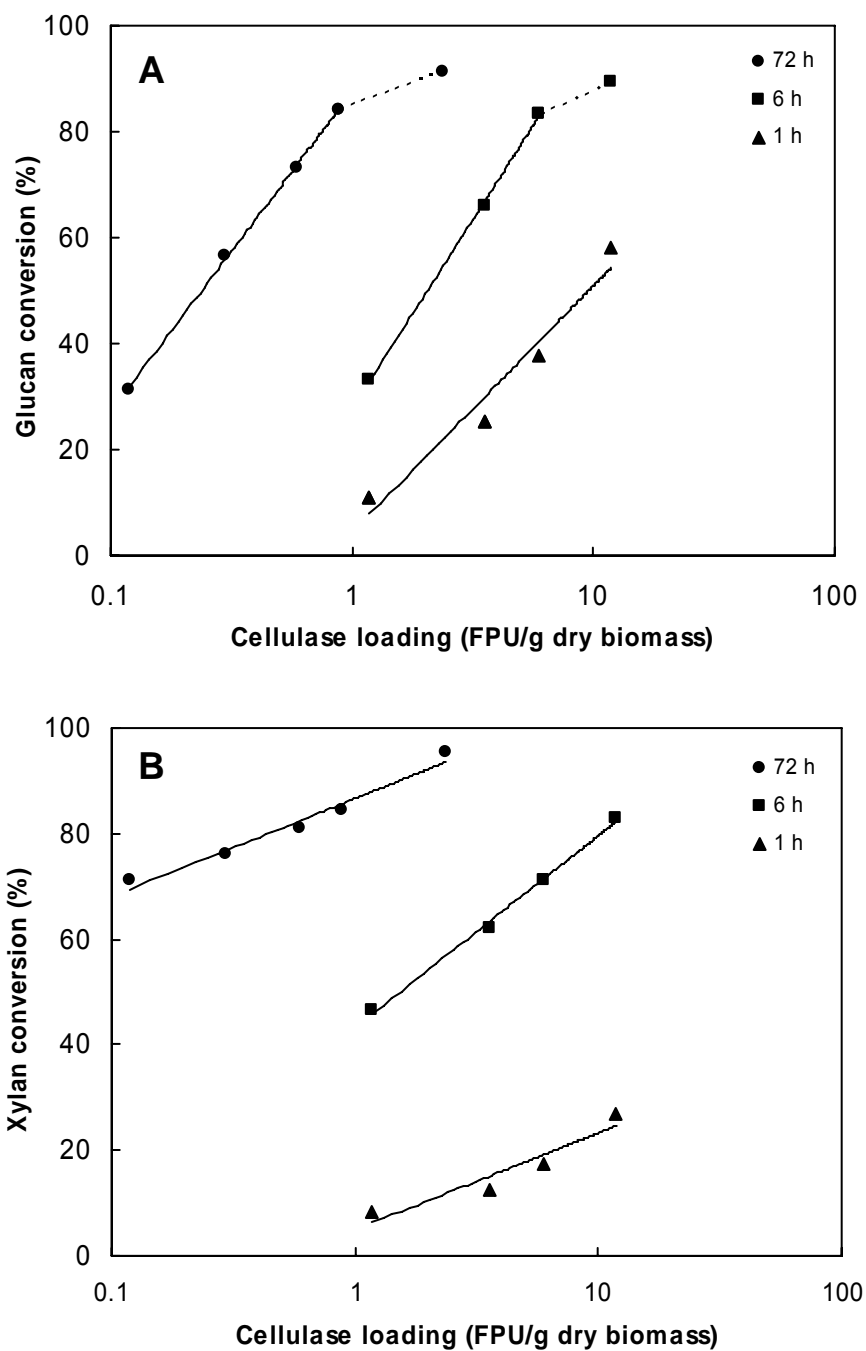 100
80
60
40
20
0
Glucan conversion (%)
A
72 h
6 h
1 h
0.1 1 10 100
Cellulase loading (FPU/g dry biomass)
100
80
60
40
20
0
Xylan conversion (%)
B
72 h
6 h
1 h
0.1 1 10 100
Cellulase loading (FPU/g dry biomass)